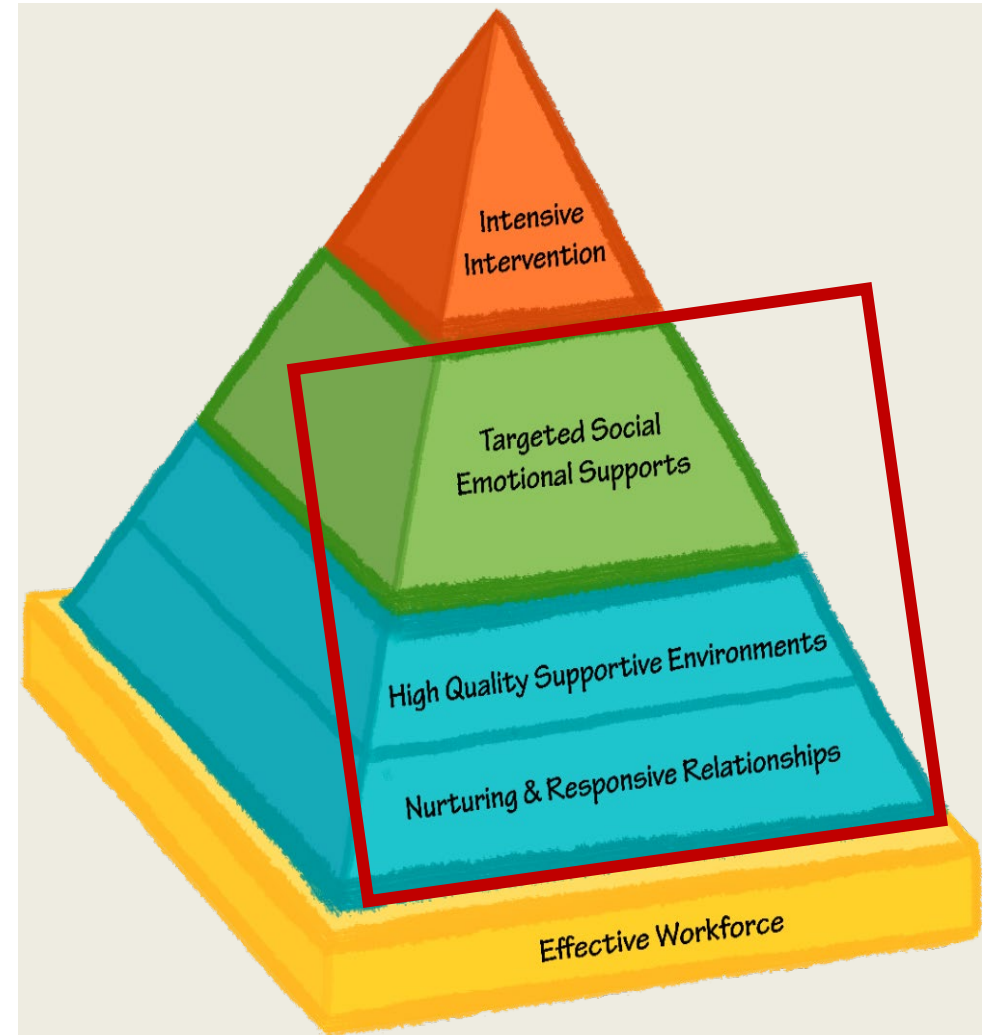 Intensive
Intervention
Targeted Social
Emotional Supports
High Quality Supportive Environments
Nurturing & Responsive Relationships
Effective Workforce